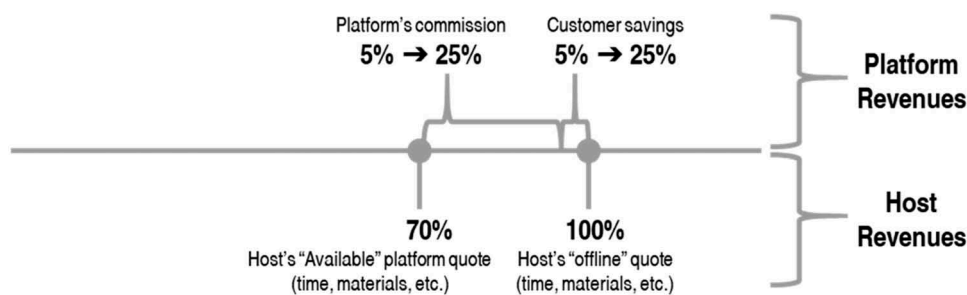 Platform's commission
5% → 25%
Customer savings
5% → 25%
Platform
Revenues
70%
Host's “Available” platform quote
(time, materials, etc.)
100%
Host's “offline” quote
(time, materials, etc.)
Host
Revenues